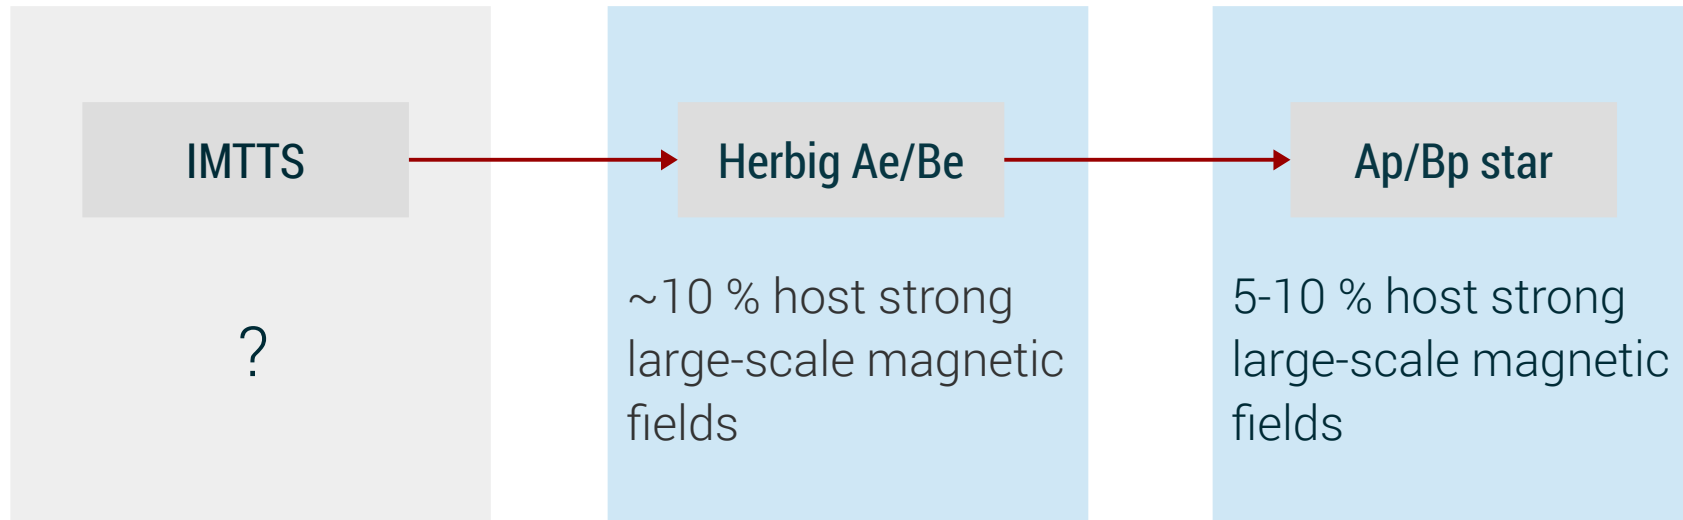 IMTTS
?
Herbig Ae/Be
~10 % host strong
large-scale magnetic
fields
Ap/Bp star
5-10 % host strong
large-scale magnetic
fields